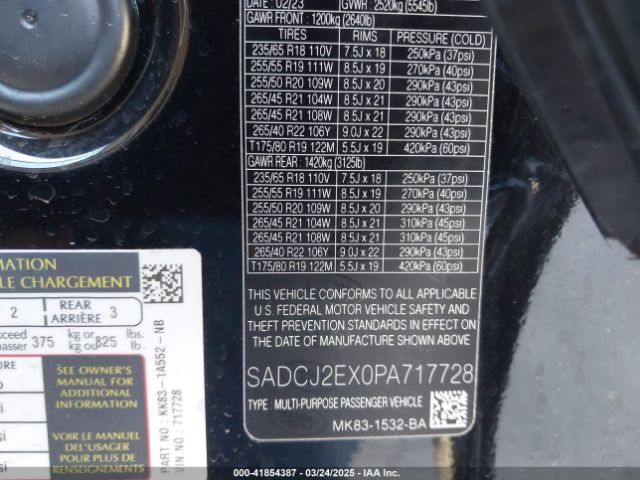 DATE: 02/23 GVWR: 2520kg (5545lb)
GAWR FRONT: 1200kg (2640lb)
TIRES RIMS PRESSURE (COLD)
235/65 R18 110V 7.5J x 18 250kPa (37psi)
255/55 R19 111W 8.5J x 19 270kPa (40psi)
255/50 R20 109W 8.5J x 20 290kPa (43psi)
265/45 R21 104W 8.5J x 21 290kPa (43psi)
265/45 R21 108W 8.5J x 21 290kPa (43psi)
265/40 R22 106Y 9.0J x 22 290kPa (43psi)
T175/80 R19 122M 5.5J x 19 420kPa (60psi)
GAWR REAR: 1420kg (3125lb)
235/65 R18 110V 7.5J x 18 250kPa (37psi)
255/55 R19 111W 8.5J x 19 270kPa (40psi)
255/50 R20 109W 8.5J x 20 290kPa (43psi)
265/45 R21 104W 8.5J x 21 310kPa (45psi)
265/45 R21 108W 8.5J x 21 310kPa (45psi)
265/40 R22 106Y 9.0J x 22 290kPa (43psi)
T175/80 R19 122M 5.5J x 19 420kPa (60psi)
THIS VEHICLE CONFORMS TO ALL APPLICABLE
U.S. FEDERAL MOTOR VEHICLE SAFETY AND
THEFT PREVENTION STANDARDS IN EFFECT ON
THE DATE OF MANUFACTURE SHOWN ABOVE
SADCJ2EX0PA717728
TYPE: MULTI-PURPOSE PASSENGER VEHICLE
MK83-1532-BA
MATION
LE CHARGEMENT
2 REAR ARRIÈRE 3
xceed
passer 375 kg or/ou 825 lbs. lb.
SEE OWNER'S
MANUAL FOR
ADDITIONAL
INFORMATION
VOIR LE MANUEL
DE L'USAGER
POUR PLUS DE
RENSEIGNEMENTS
PART NO : KK83-1A552-NB
VIN NO : 717728
0-41854387 - 03/24/2025 - IAA Inc.